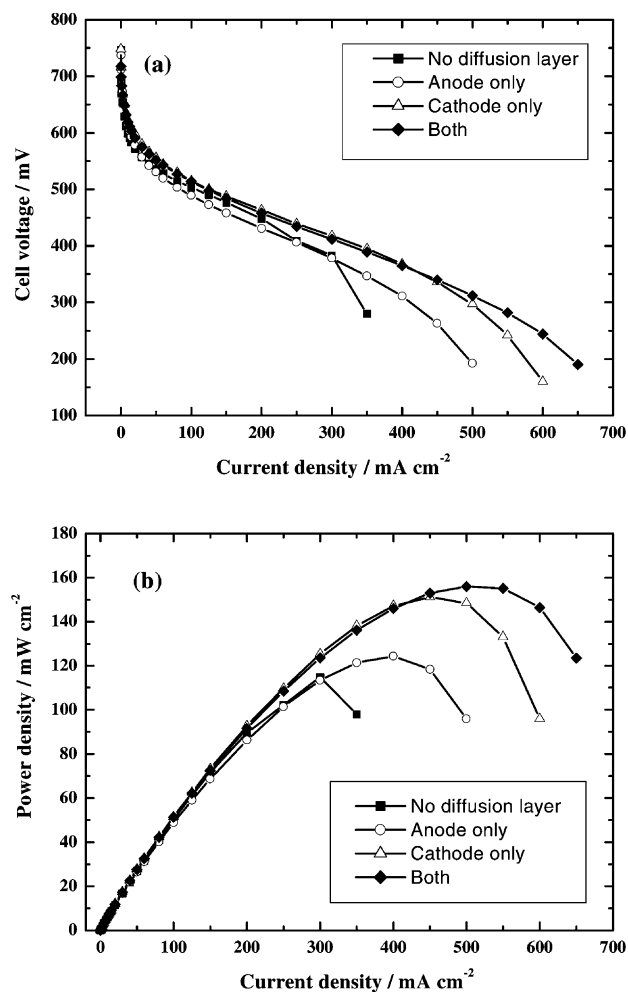 800
700
600
500
400
300
200
100
Cell voltage / mV
(a)
No diffusion layer
Anode only
Cathode only
Both
0 100 200 300 400 500 600 700
Current density / mA cm⁻²
180
160
140
120
100
80
60
40
20
0
Power density / mW cm⁻²
(b)
No diffusion layer
Anode only
Cathode only
Both
0 100 200 300 400 500 600 700
Current density / mA cm⁻²